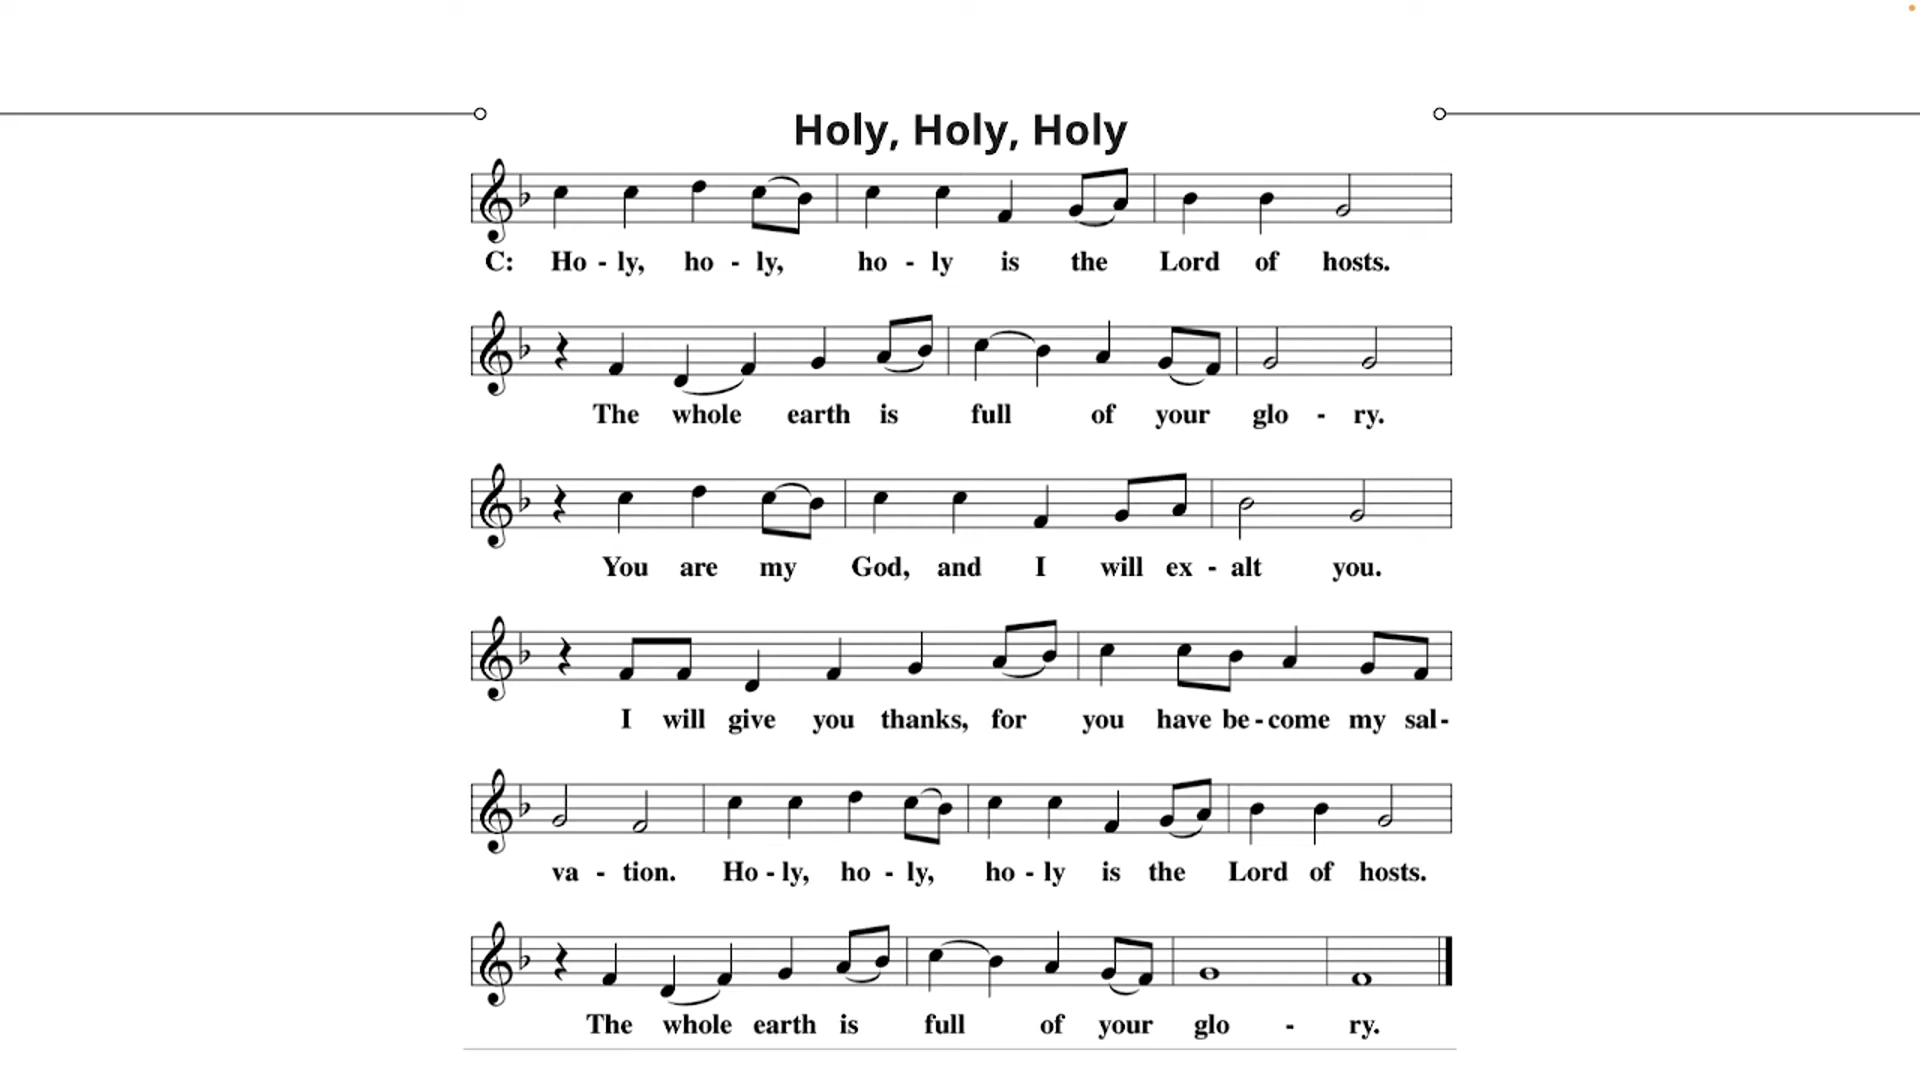 Holy, Holy, Holy
C: Ho - ly, ho - ly, ho - ly is the Lord of hosts.
The whole earth is full of your glo - ry.
You are my God, and I will ex - alt you.
I will give you thanks, for you have be - come my sal -
va - tion. Ho - ly, ho - ly, ho - ly is the Lord of hosts.
The whole earth is full of your glo - ry.